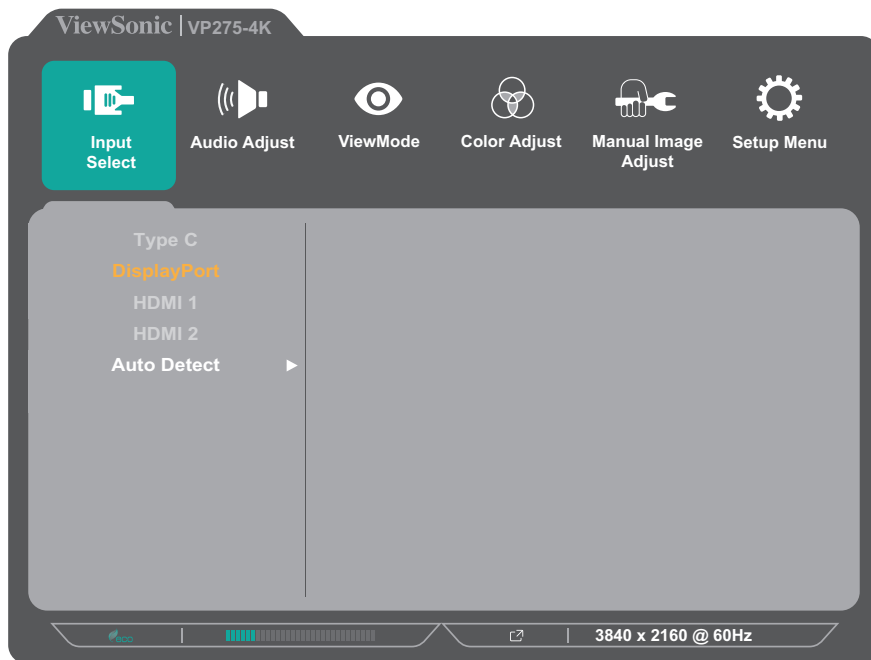 ViewSonic | VP275-4K
Input
Select
Audio Adjust
ViewMode
Color Adjust
Manual Image
Adjust
Setup Menu
Type C
DisplayPort
HDMI 1
HDMI 2
Auto Detect
eco
3840 x 2160 @ 60Hz